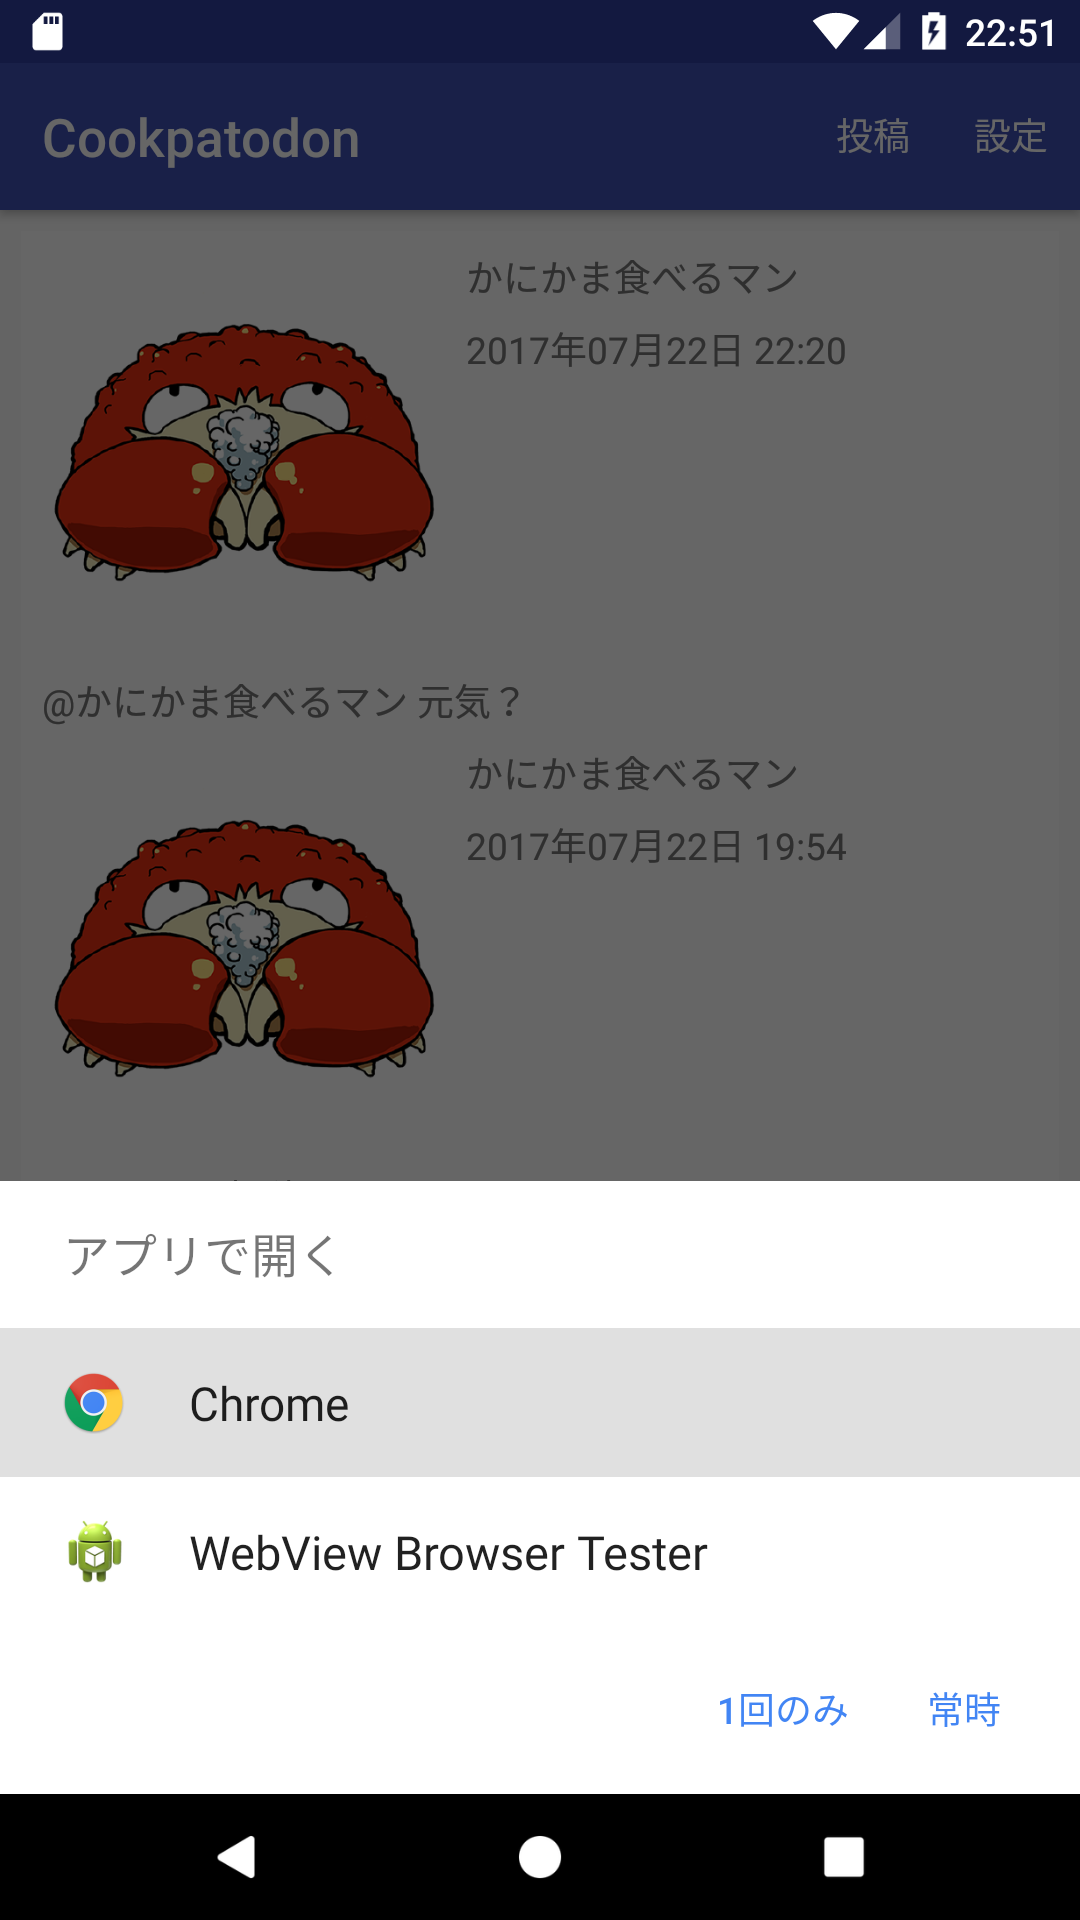 22:51
Cookpatodon 投稿 設定
かにかま食べるマン
2017年07月22日 22:20
@かにかま食べるマン 元気？
かにかま食べるマン
2017年07月22日 19:54
アプリで開く
Chrome
WebView Browser Tester
1回のみ 常時